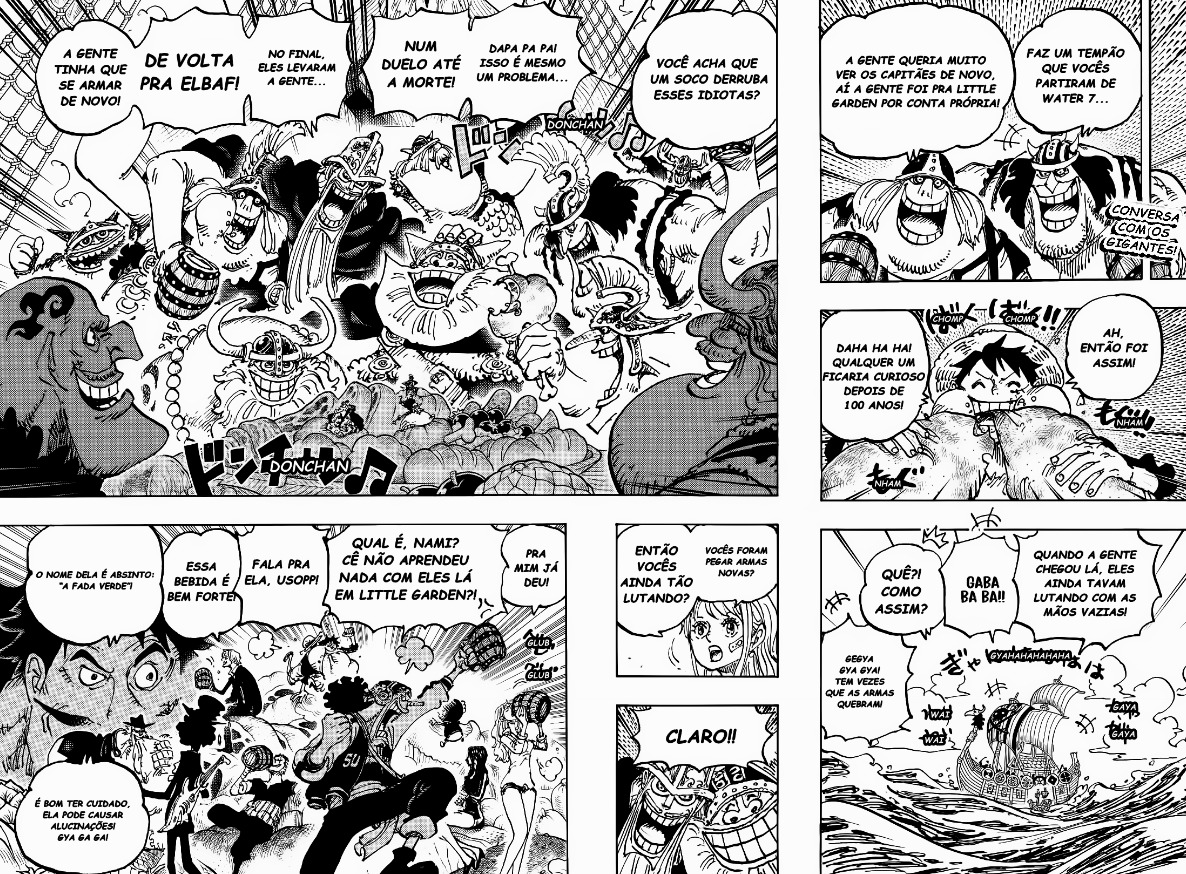 FAZ UM TEMPÃO
QUE VOCÊS
PARTIRAM DE
WATER 7...
A GENTE QUERIA MUITO
VER OS CAPITÃES DE NOVO,
AÍ A GENTE FOI PRA LITTLE
GARDEN POR CONTA PRÓPRIA!
CONVERSA
COM OS
GIGANTES!
AH,
ENTÃO FOI
ASSIM!
CHOMP
CHOMP
DAHA HA HA!
QUALQUER UM
FICARIA CURIOSO
DEPOIS DE
100 ANOS!
NHAM
NHAM
QUANDO A GENTE
CHEGOU LÁ, ELES
AINDA TAVAM
LUTANDO COM AS
MÃOS VAZIAS!
GABA
BA BA!!
QUÊ?!
COMO
ASSIM?
GYAHAHAHAHAHA
GEGYA
GYA GYA!
TEM VEZES
QUE AS ARMAS
QUEBRAM!
GAYA
GAYA
WAI
WAI
VOCÊ ACHA QUE
UM SOCO DERRUBA
ESSES IDIOTAS?
DAPA PA PA!
ISSO É MESMO
UM PROBLEMA...
NUM
DUELO ATÉ
A MORTE!
NO FINAL,
ELES LEVARAM
A GENTE...
DE VOLTA
PRA ELBAF!
A GENTE
TINHA QUE
SE ARMAR
DE NOVO!
DONCHAN
ドンチャン♪
DONCHAN
VOCÊS FORAM
PEGAR ARMAS
NOVAS?
ENTÃO
VOCÊS
AINDA TÃO
LUTANDO?
CLARO!!
PRA
MIM JÁ
DEU!
QUAL É, NAMI?
CÊ NÃO APRENDEU
NADA COM ELES LÁ
EM LITTLE GARDEN?!
FALA PRA
ELA, USOPP!
ESSA
BEBIDA É
BEM FORTE!
O NOME DELA É ABSINTO:
"A FADA VERDE"!
GLUB
GLUB
SO
É BOM TER CUIDADO,
ELA PODE CAUSAR
ALUCINAÇÕES!
GYA GA GA!